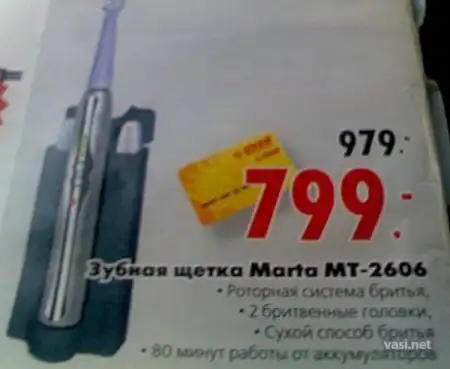 979.-
799.-
Зубная щетка Marta MT-2606
• Роторная система бритья,
• 2 бритвенные головки,
• Сухой способ бритья
• 80 минут работы от аккумуляторов
vasi.net